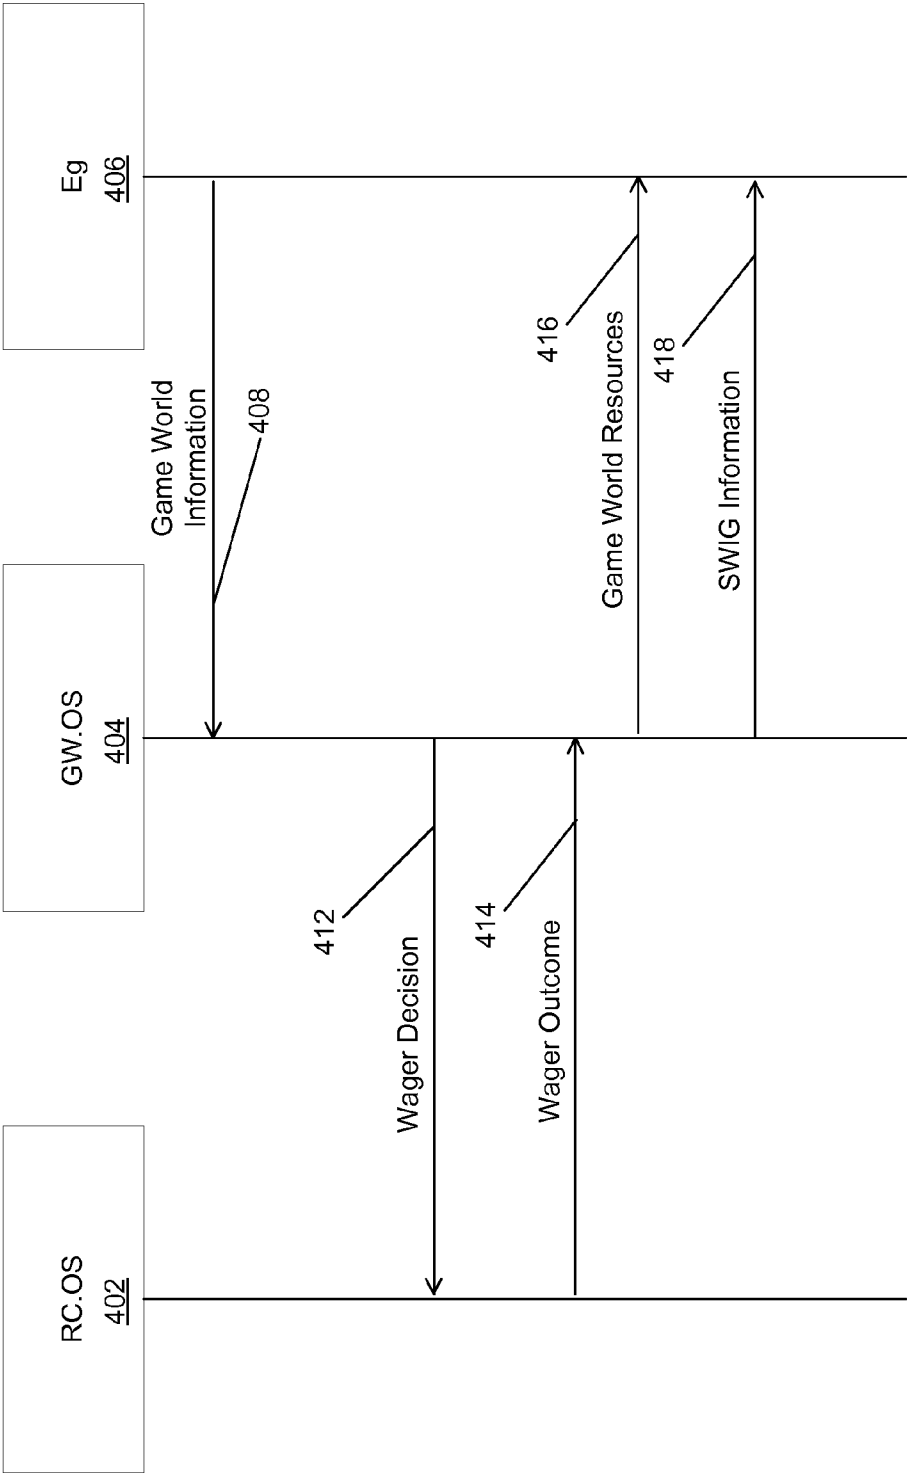 RC.OS
402
GW.OS
404
Eg
406
Game World
Information
408
412
Wager Decision
414
Wager Outcome
416
Game World Resources
418
SWIG Information